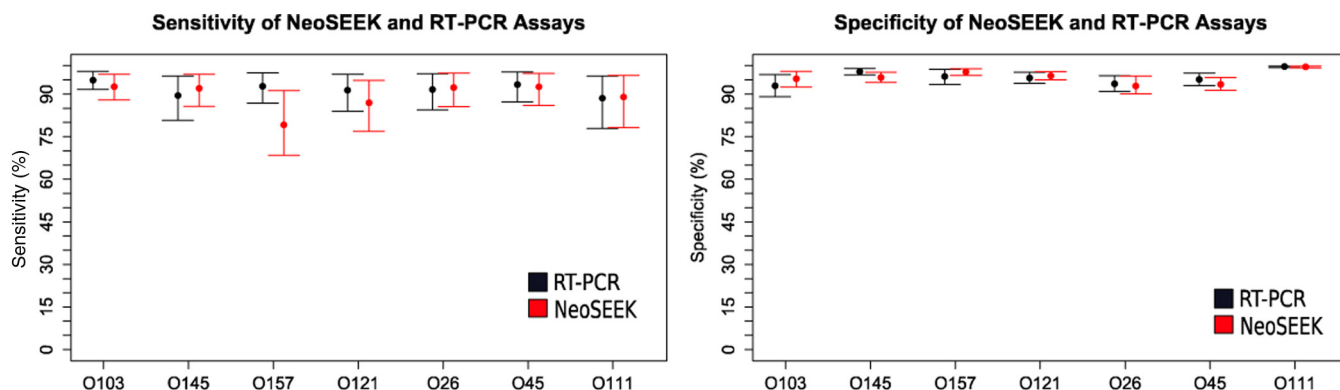 Sensitivity of NeoSEEK and RT-PCR Assays
Sensitivity (%)
90
75
60
45
30
15
0
RT-PCR
NeoSEEK
O103 O145 O157 O121 O26 O45 O111
Specificity of NeoSEEK and RT-PCR Assays
Specificity (%)
90
75
60
45
30
15
0
RT-PCR
NeoSEEK
O103 O145 O157 O121 O26 O45 O111